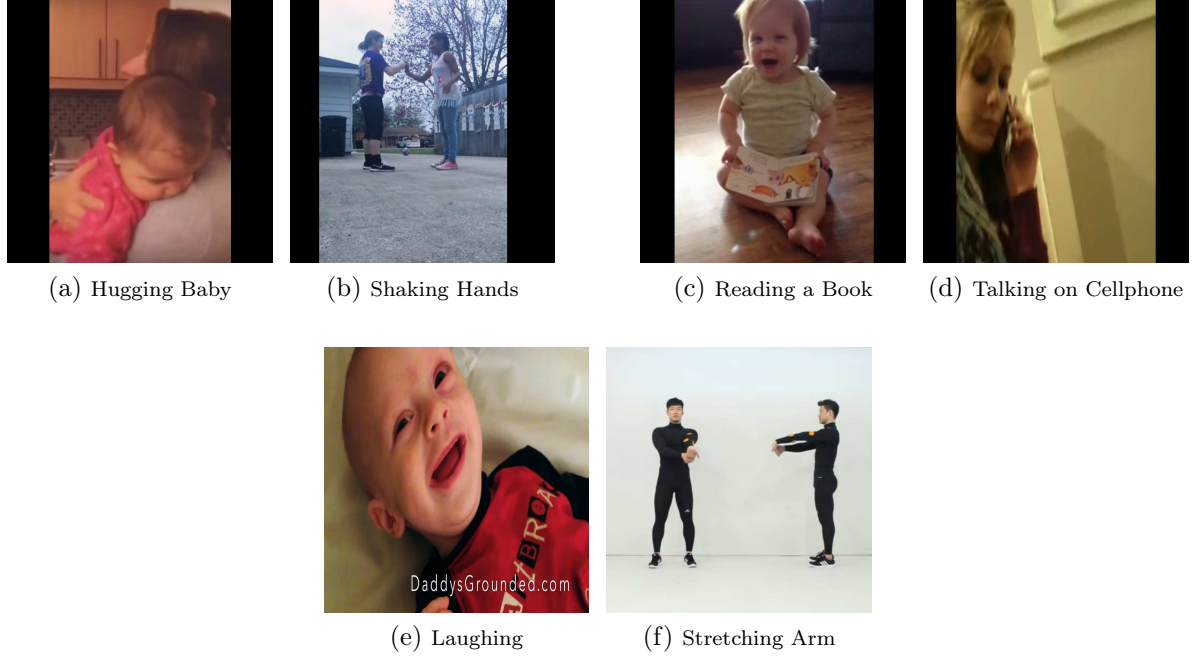 (a) Hugging Baby
(b) Shaking Hands
(c) Reading a Book
(d) Talking on Cellphone
DaddysGrounded.com
(e) Laughing
(f) Stretching Arm